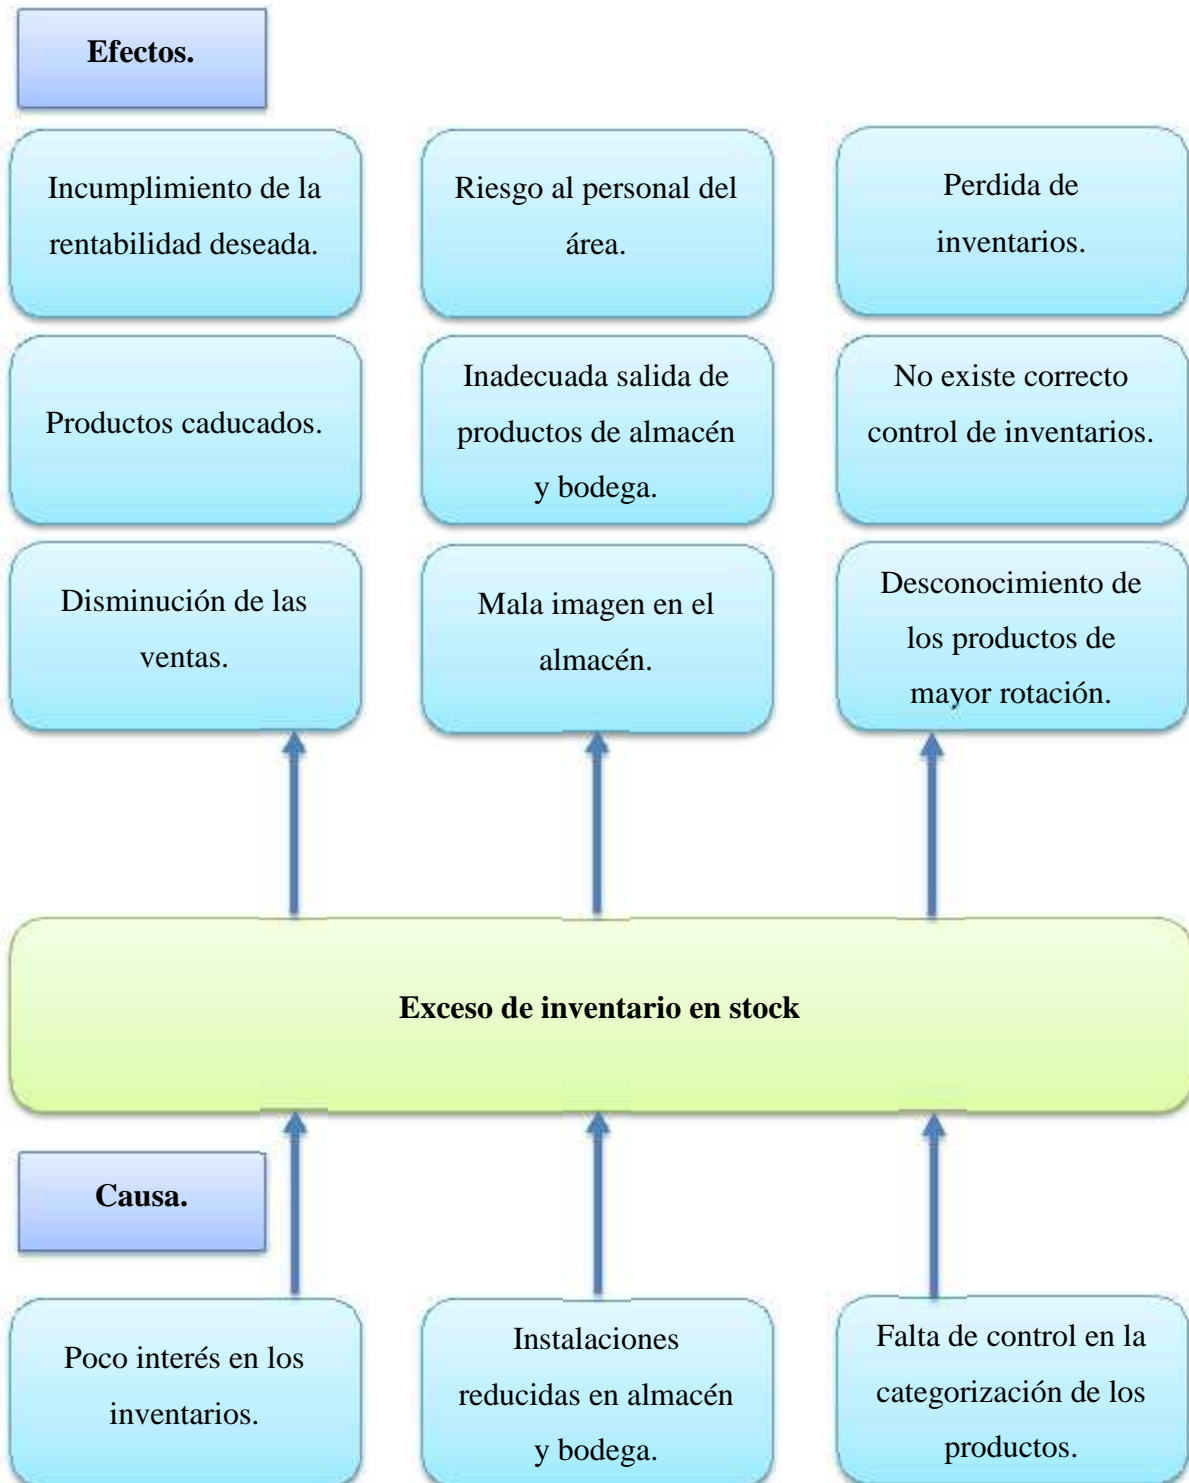 Efectos.
Incumplimiento de la
rentabilidad deseada.
Riesgo al personal del
área.
Perdida de
inventarios.
Productos caducados.
Inadecuada salida de
productos de almacén
y bodega.
No existe correcto
control de inventarios.
Disminución de las
ventas.
Mala imagen en el
almacén.
Desconocimiento de
los productos de
mayor rotación.
Exceso de inventario en stock
Causa.
Poco interés en los
inventarios.
Instalaciones
reducidas en almacén
y bodega.
Falta de control en la
categorización de los
productos.